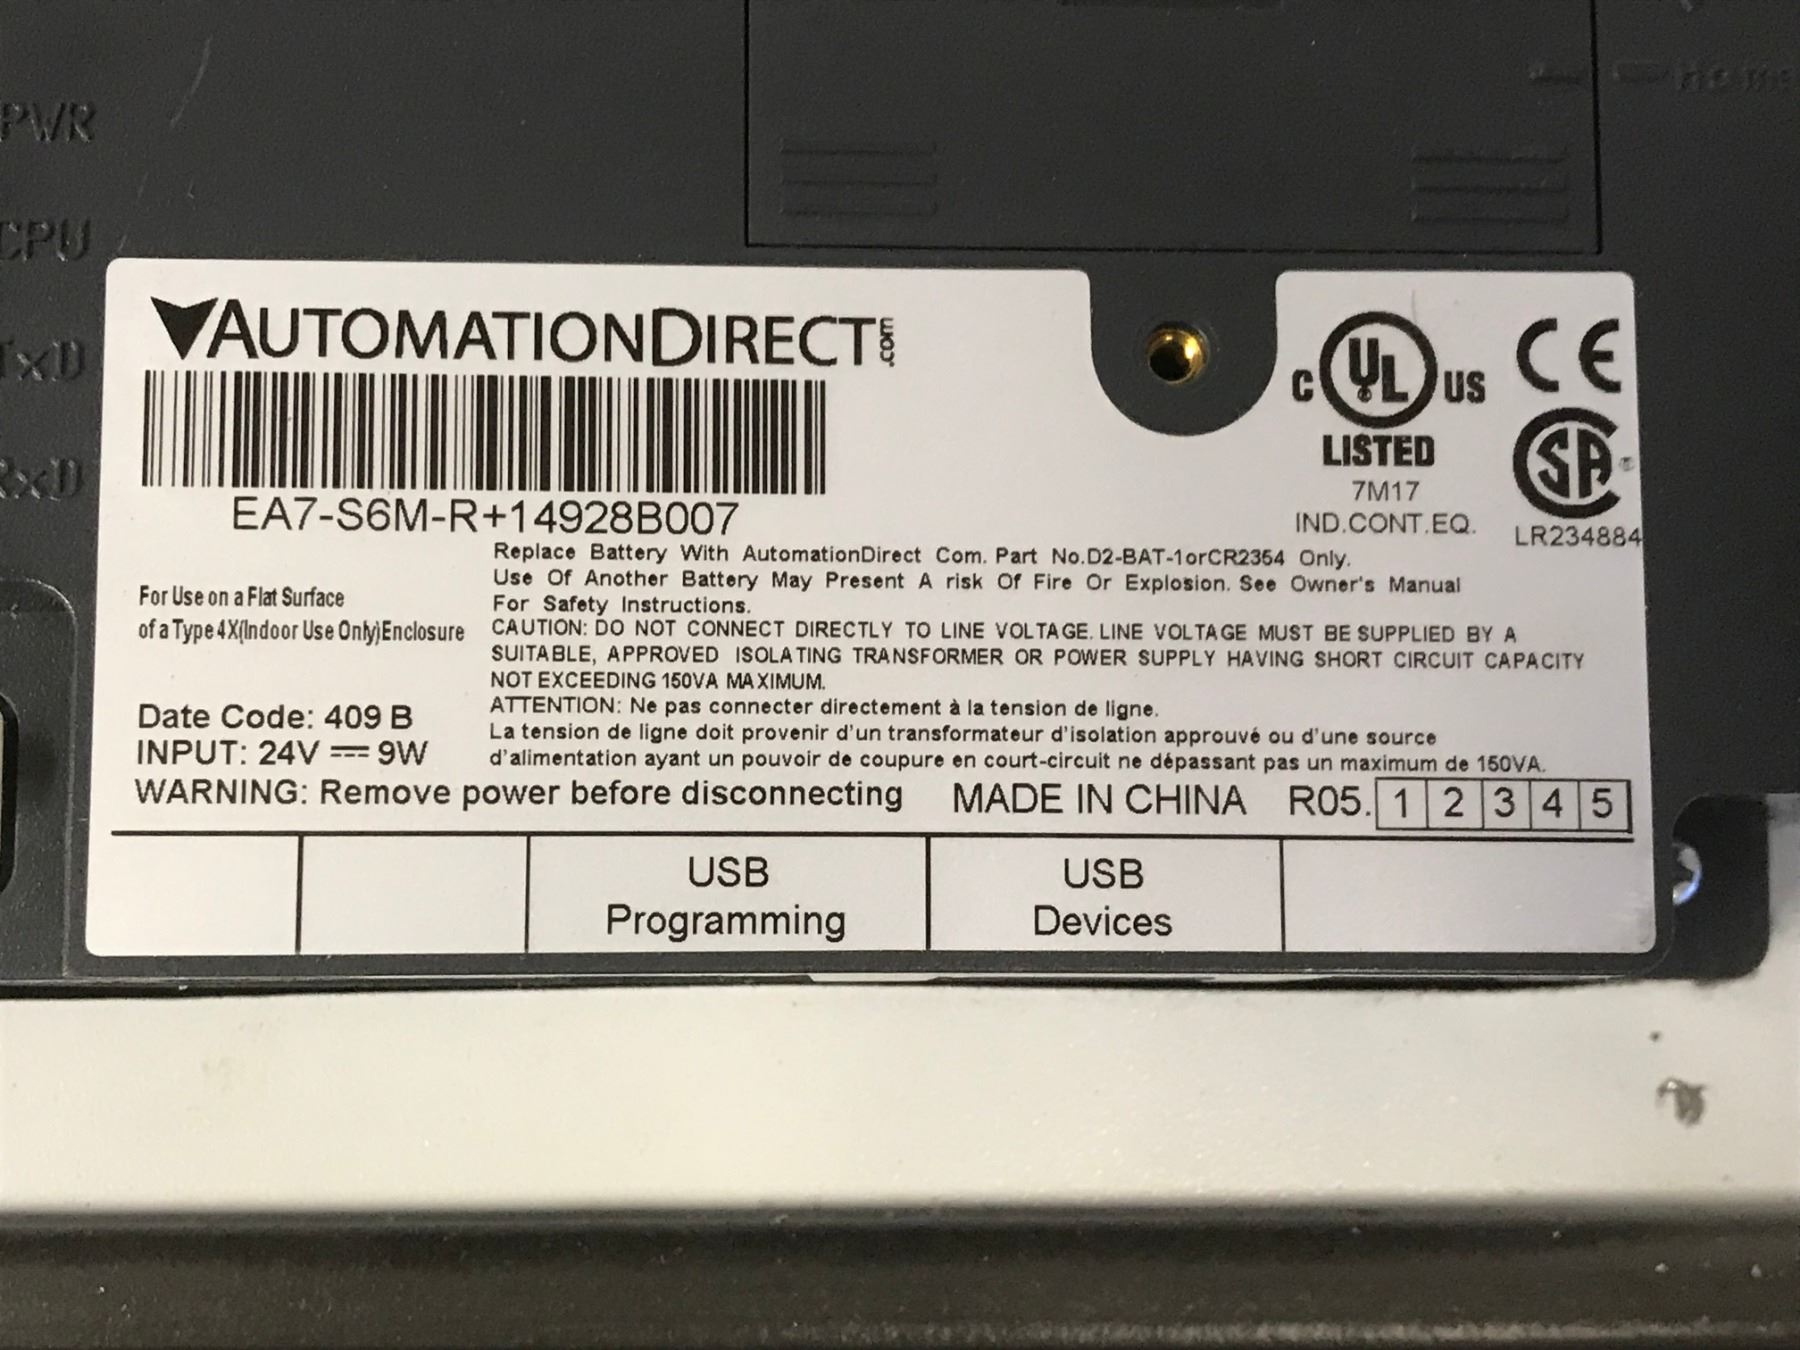 PWR
Home
CPU
TxD
RxD
AUTOMATIONDIRECT.com
EA7-S6M-R+14928B007
C UL US
LISTED
7M17
IND.CONT.EQ.
CE
SA®
LR234884
Replace Battery With AutomationDirect Com. Part No.D2-BAT-1orCR2354 Only.
Use Of Another Battery May Present A risk Of Fire Or Explosion. See Owner's Manual
For Safety Instructions.
For Use on a Flat Surface
of a Type 4X(Indoor Use Only)Enclosure
CAUTION: DO NOT CONNECT DIRECTLY TO LINE VOLTAGE. LINE VOLTAGE MUST BE SUPPLIED BY A
SUITABLE, APPROVED ISOLATING TRANSFORMER OR POWER SUPPLY HAVING SHORT CIRCUIT CAPACITY
NOT EXCEEDING 150VA MAXIMUM.
ATTENTION: Ne pas connecter directement à la tension de ligne.
La tension de ligne doit provenir d'un transformateur d'isolation approuvé ou d'une source
d'alimentation ayant un pouvoir de coupure en court-circuit ne dépassant pas un maximum de 150VA.
Date Code: 409 B
INPUT: 24V ⎓ 9W
WARNING: Remove power before disconnecting
MADE IN CHINA
R05. 1 2 3 4 5
USB
Programming
USB
Devices